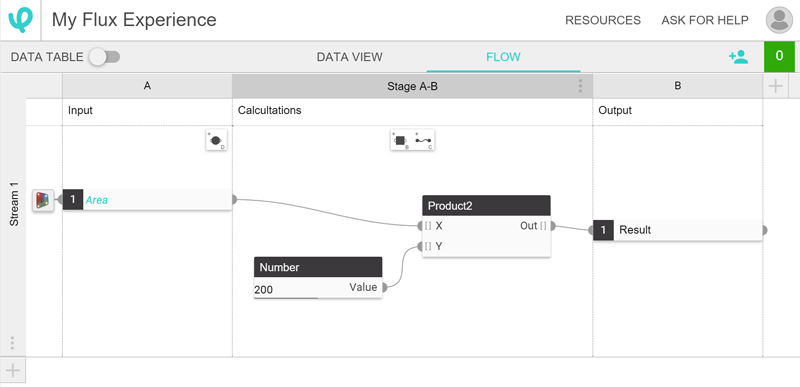 My Flux Experience
RESOURCES
ASK FOR HELP
DATA TABLE
DATA VIEW
FLOW
0
A
Stage A-B
B
Input
Calcultations
Output
D
B
C
Stream 1
1
Area
Product2
X
Out
Y
Number
200
Value
1
Result